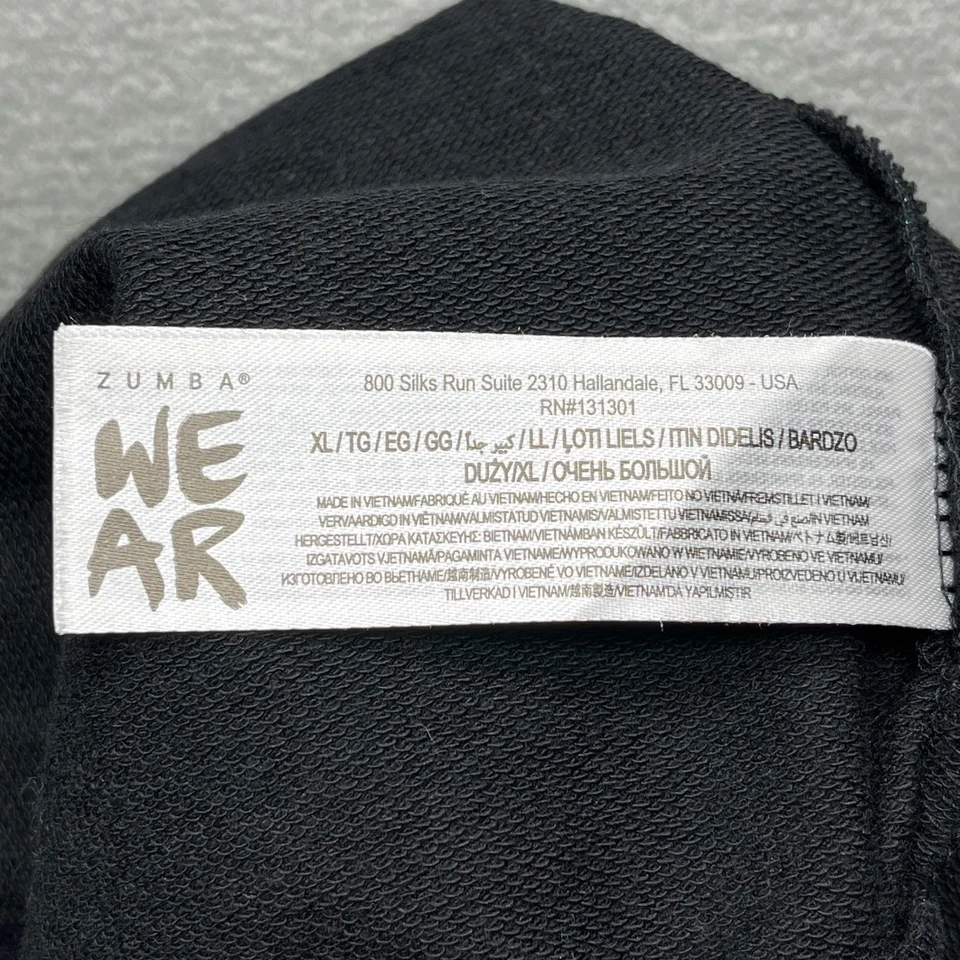 ZUMBA®
WE
AR
800 Silks Run Suite 2310 Hallandale, FL 33009 - USA
RN#131301
XL / TG / EG / GG / كبير جداً / LL / ĻOTI LIELS / ITIN DIDELIS / BARDZO
DUŻY/XL / ОЧЕНЬ БОЛЬШОЙ
MADE IN VIETNAM/FABRIQUÉ AU VIETNAM/HECHO EN VIETNAM/FEITO NO VIETNÃ/FREMSTILLET I VIETNAM/
VERVAARDIGD IN VIËTNAM/VALMISTATUD VIETNAMIS/VALMISTETTU VIETNAMISSA/صنع في فيتنام/IN VIETNAM
HERGESTELLT/ΧΩΡΑ ΚΑΤΑΣΚΕΥΗΣ: ΒΙΕΤΝΑΜ/VIETNÁMBAN KÉSZÜLT/FABBRICATO IN VIETNAM/ベトナム製/베트남산/
IZGATAVOTS VJETNAMĀ/PAGAMINTA VIETNAME/WYPRODUKOWANO W WIETNAMIE/VYROBENO VE VIETNAMU/
ИЗГОТОВЛЕНО ВО ВЬЕТНАМЕ/越南制造/VYROBENÉ VO VIETNAME/IZDELANO V VIETNAMU/PROIZVEDENO U VIJETNAMU/
TILLVERKAD I VIETNAM/越南製造/VIETNAM'DA YAPILMIŞTIR